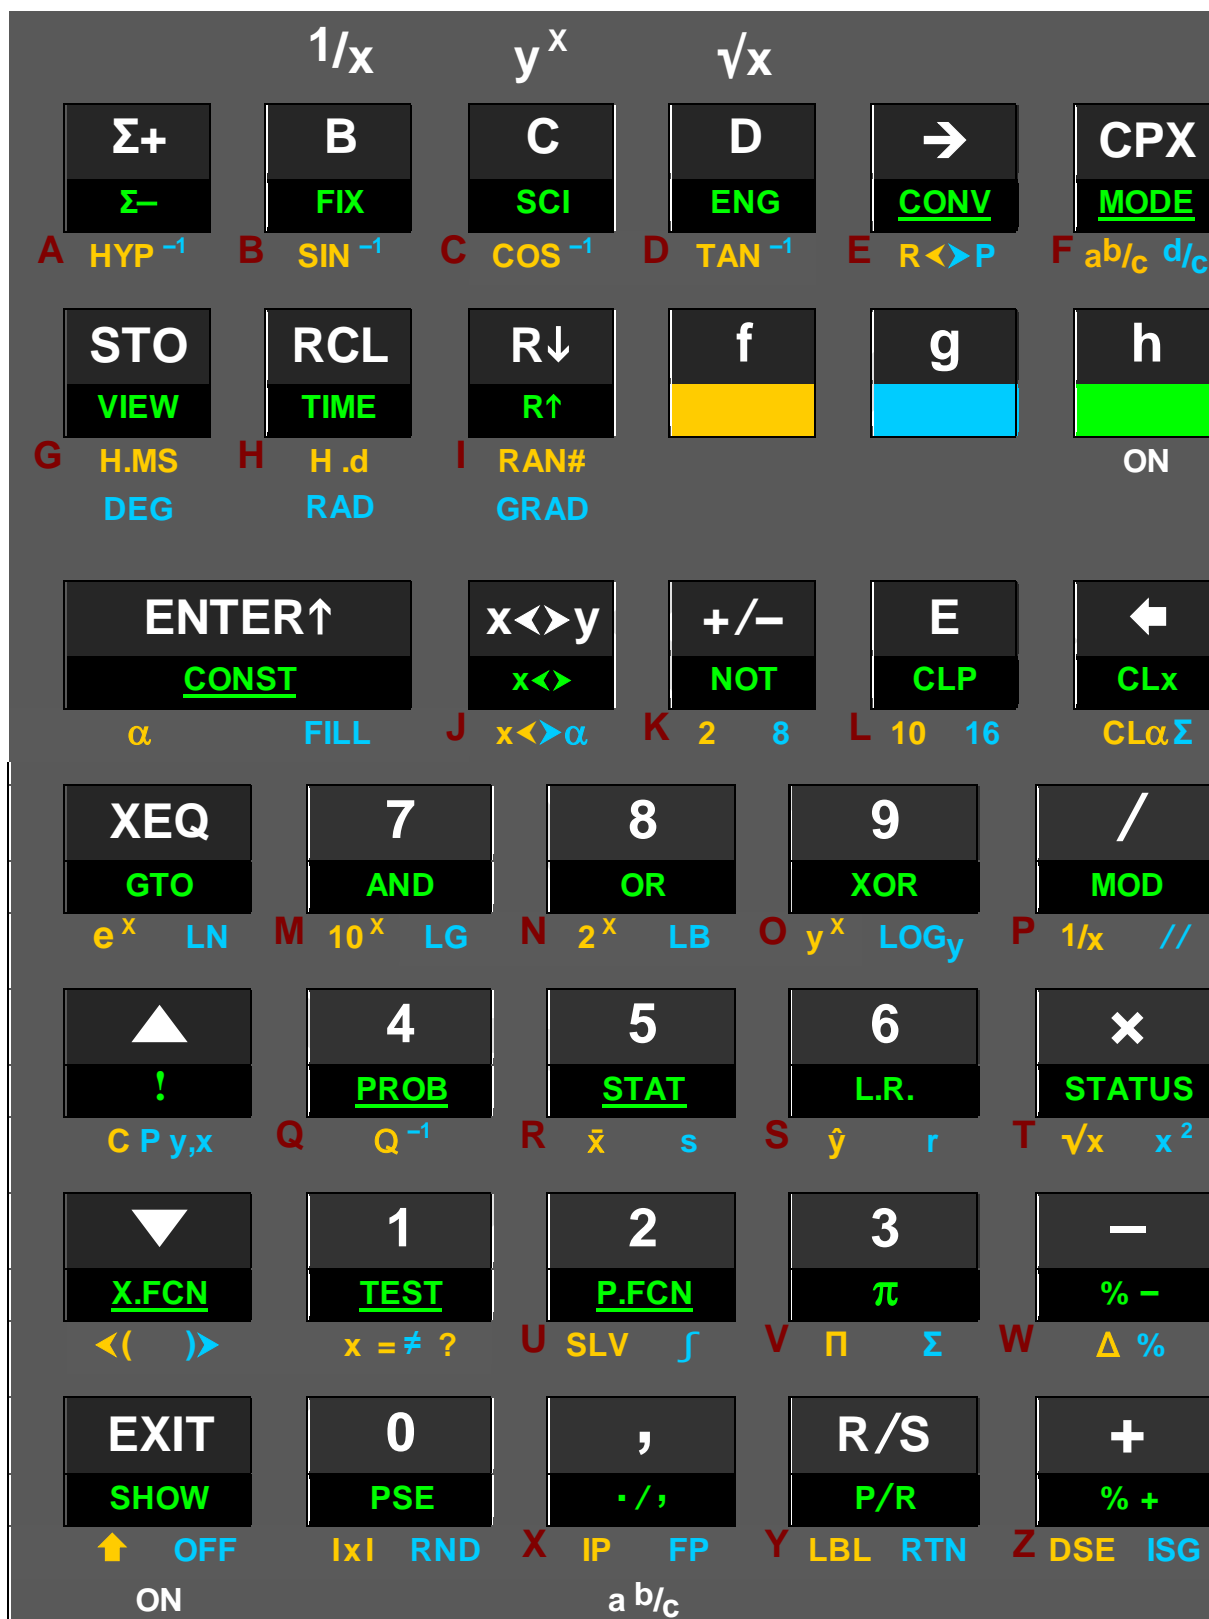 1/x y^x √x
Σ+ B C D ➔ CPX
Σ– FIX SCI ENG CONV MODE
A HYP⁻¹ B SIN⁻¹ C COS⁻¹ D TAN⁻¹ E R<>P F a b/c d/c
STO RCL R↓ f g h
VIEW TIME R↑
G H.MS H H.d I RAN# ON
DEG RAD GRAD
ENTER↑ x<>y +/– E 🡄
CONST x<> NOT CLP CLx
α FILL J x<>α K 2 8 L 10 16 CLα Σ
XEQ 7 8 9 /
GTO AND OR XOR MOD
e^x LN M 10^x LG N 2^x LB O y^x LOGy P 1/x //
▲ 4 5 6 ×
! PROB STAT L.R. STATUS
C P y,x Q Q⁻¹ R x̄ s S ŷ r T √x x²
▼ 1 2 3 –
X.FCN TEST P.FCN π % –
<( )> x = ≠ ? U SLV ∫ V Π Σ W Δ %
EXIT 0 , R/S +
SHOW PSE ./, P/R % +
⬆ OFF |x| RND X IP FP Y LBL RTN Z DSE ISG
ON a b/c